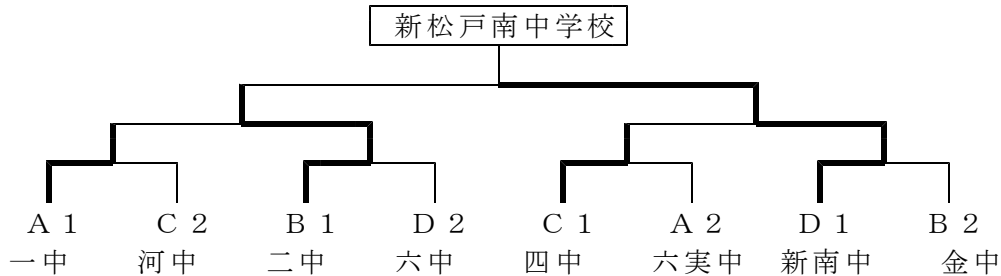 新松戸南中学校
A1 C2 B1 D2 C1 A2 D1 B2
一中 河中 二中 六中 四中 六実中 新南中 金中